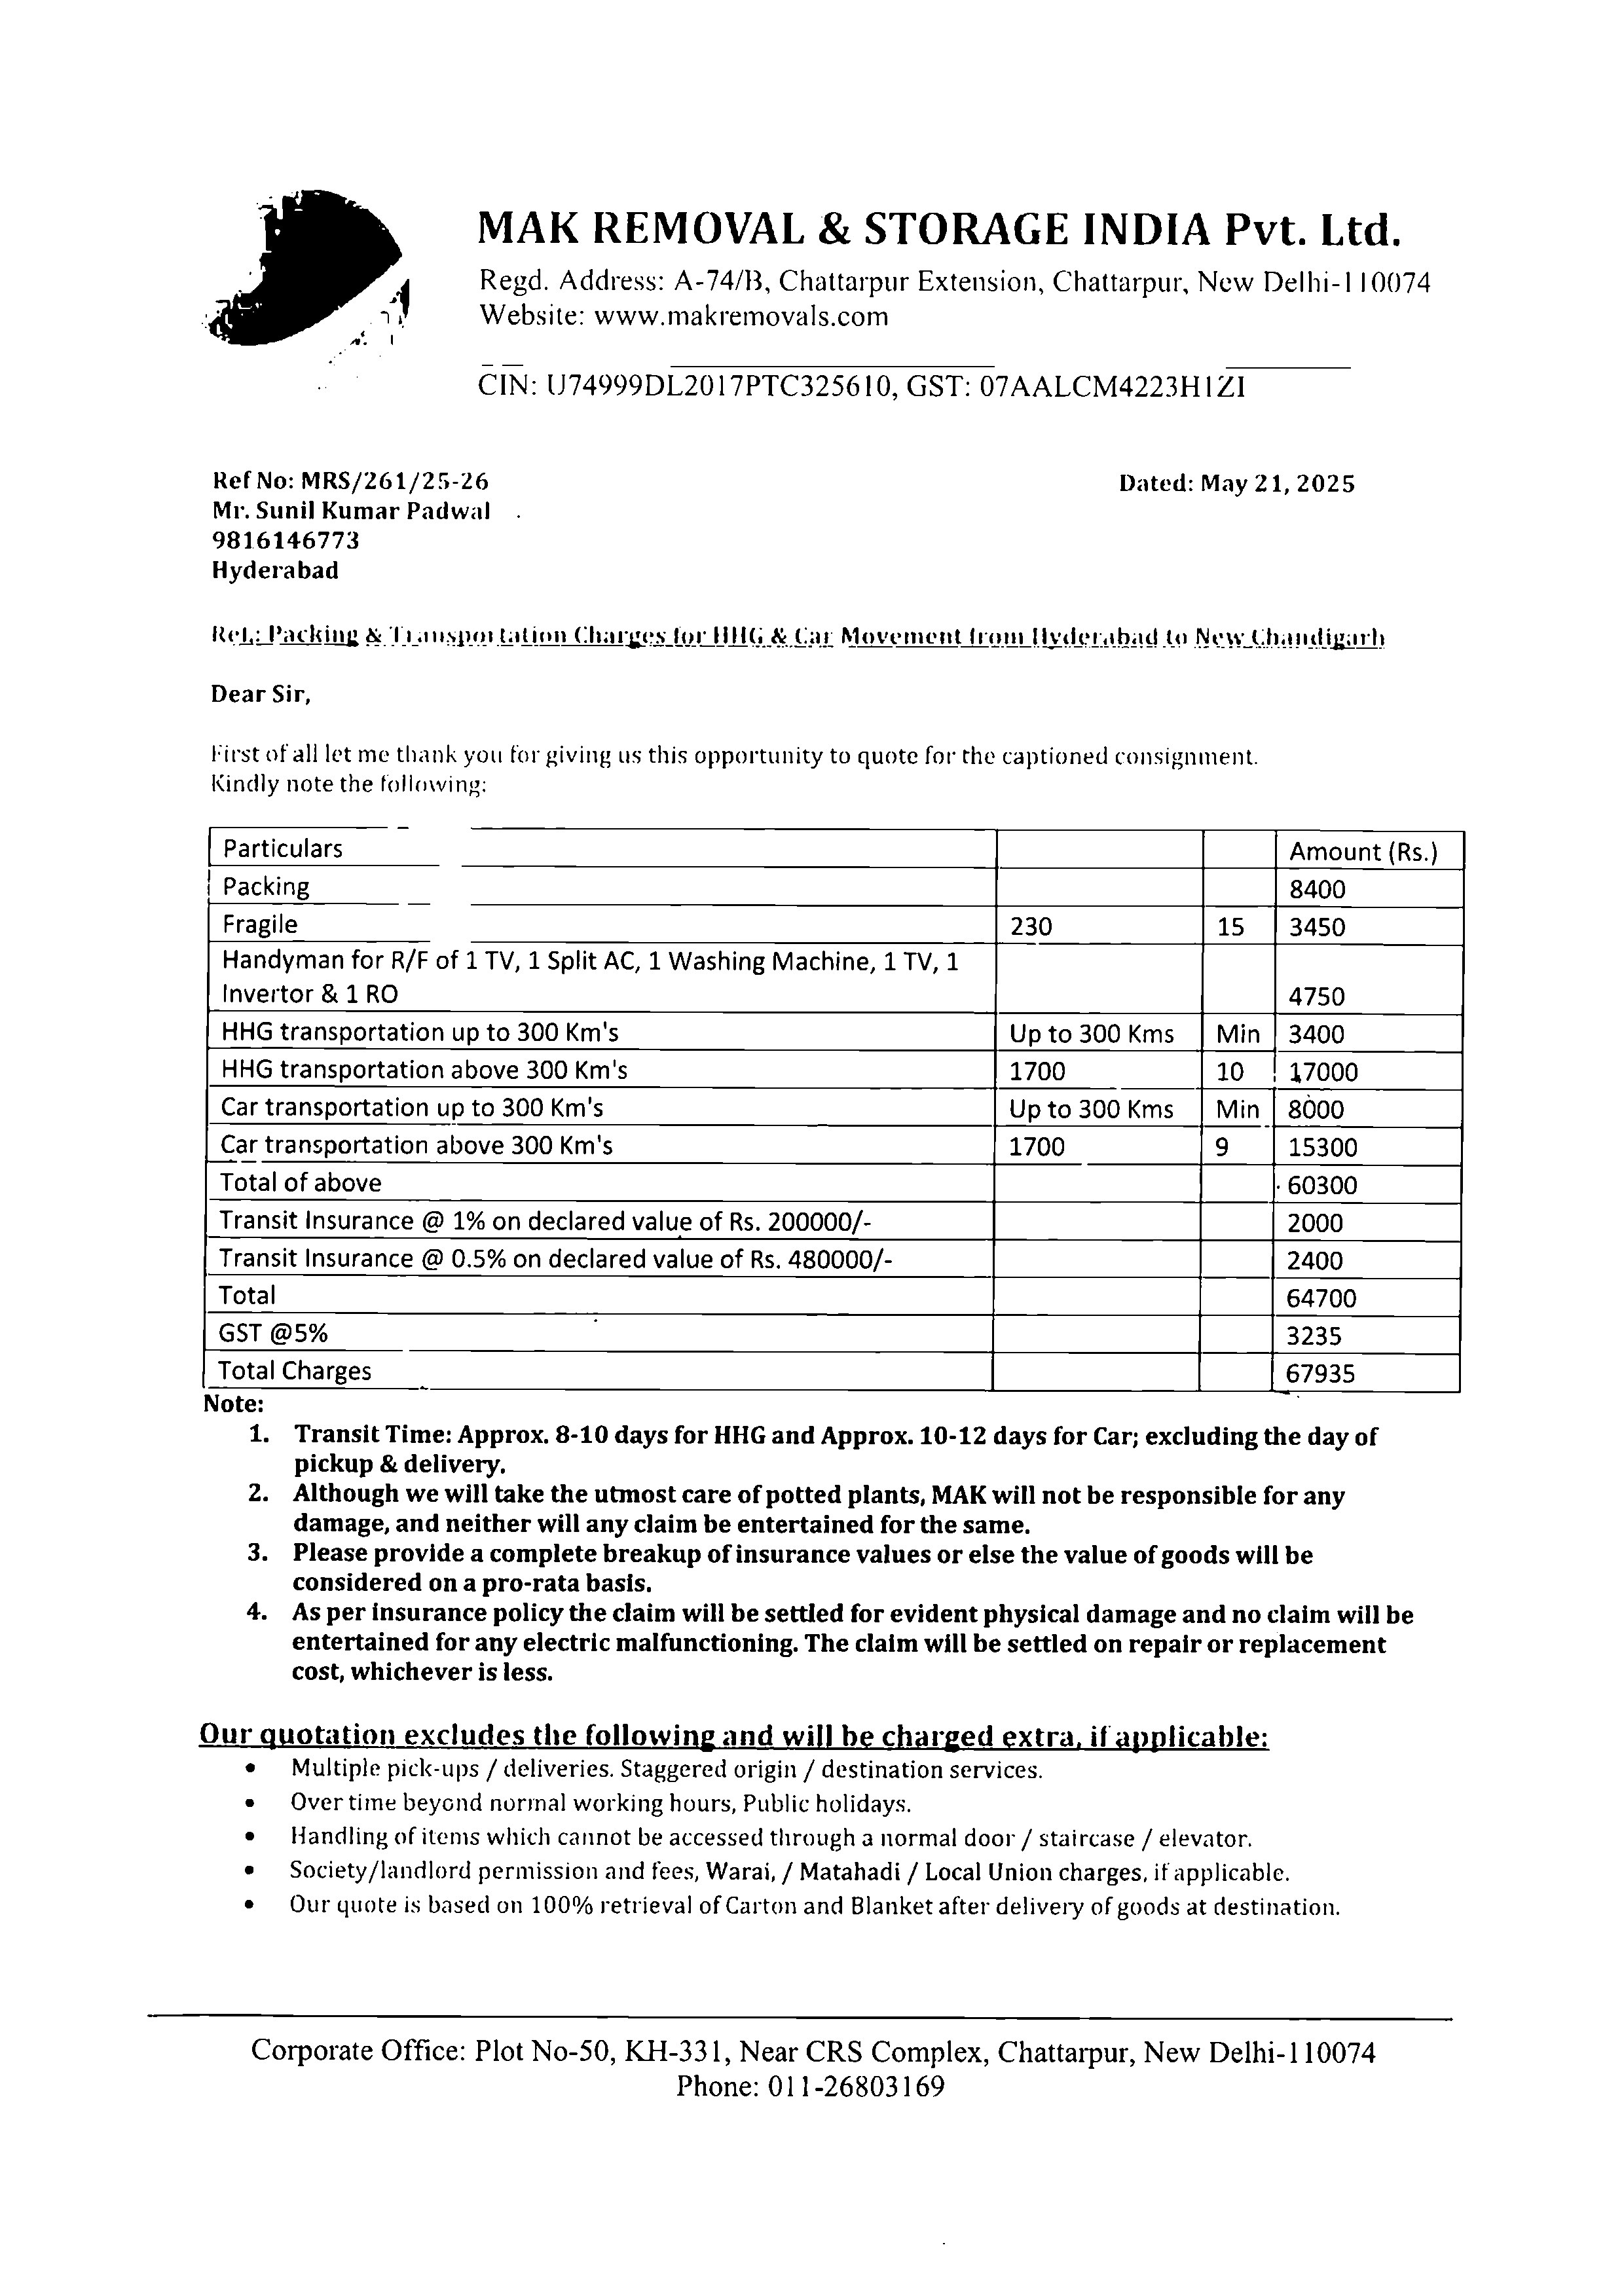 MAK REMOVAL & STORAGE INDIA Pvt. Ltd.
Regd. Address: A-74/B, Chattarpur Extension, Chattarpur, New Delhi-110074
Website: www.makremovals.com
CIN: U74999DL2017PTC325610, GST: 07AALCM4223H1ZI
Ref No: MRS/261/25-26 Dated: May 21, 2025
Mr. Sunil Kumar Padwal
9816146773
Hyderabad
Ref.: Packing & Transportation Charges for HHG & Car Movement from Hyderabad to New Chandigarh
Dear Sir,
First of all let me thank you for giving us this opportunity to quote for the captioned consignment.
Kindly note the following:
Particulars Amount (Rs.)
Packing 8400
Fragile 230 15 3450
Handyman for R/F of 1 TV, 1 Split AC, 1 Washing Machine, 1 TV, 1
Invertor & 1 RO 4750
HHG transportation up to 300 Km's Up to 300 Kms Min 3400
HHG transportation above 300 Km's 1700 10 17000
Car transportation up to 300 Km's Up to 300 Kms Min 8000
Car transportation above 300 Km's 1700 9 15300
Total of above 60300
Transit Insurance @ 1% on declared value of Rs. 200000/- 2000
Transit Insurance @ 0.5% on declared value of Rs. 480000/- 2400
Total 64700
GST @5% 3235
Total Charges 67935
Note:
1. Transit Time: Approx. 8-10 days for HHG and Approx. 10-12 days for Car; excluding the day of
pickup & delivery.
2. Although we will take the utmost care of potted plants, MAK will not be responsible for any
damage, and neither will any claim be entertained for the same.
3. Please provide a complete breakup of insurance values or else the value of goods will be
considered on a pro-rata basis.
4. As per insurance policy the claim will be settled for evident physical damage and no claim will be
entertained for any electric malfunctioning. The claim will be settled on repair or replacement
cost, whichever is less.
Our quotation excludes the following and will be charged extra, if applicable:
• Multiple pick-ups / deliveries. Staggered origin / destination services.
• Over time beyond normal working hours, Public holidays.
• Handling of items which cannot be accessed through a normal door / staircase / elevator.
• Society/landlord permission and fees, Warai, / Matahadi / Local Union charges, if applicable.
• Our quote is based on 100% retrieval of Carton and Blanket after delivery of goods at destination.
Corporate Office: Plot No-50, KH-331, Near CRS Complex, Chattarpur, New Delhi-110074
Phone: 011-26803169